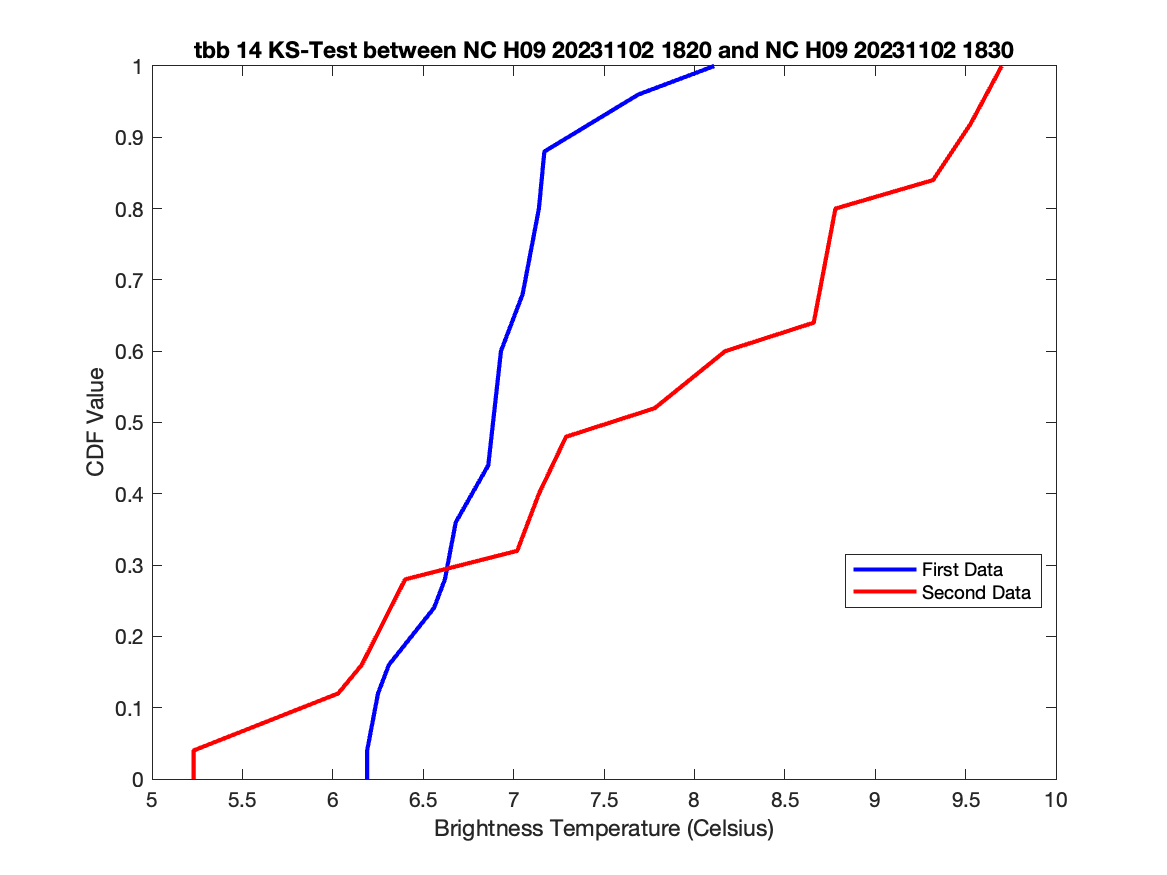 tbb 14 KS-Test between NC H09 20231102 1820 and NC H09 20231102 1830
1
0.9
0.8
0.7
0.6
0.5
0.4
0.3
0.2
0.1
0
CDF Value
First Data
Second Data
5 5.5 6 6.5 7 7.5 8 8.5 9 9.5 10
Brightness Temperature (Celsius)